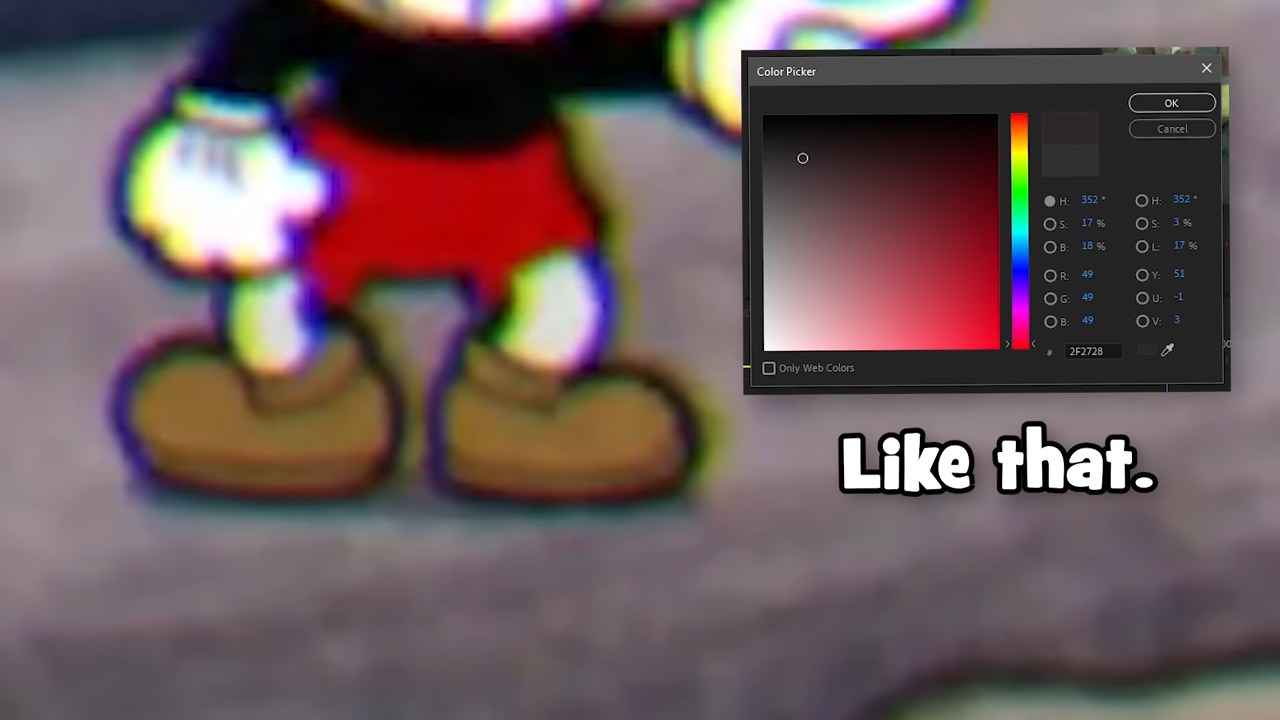 Color Picker
OK
Cancel
H: 352 ° H: 352 °
S: 17 % S: 3 %
B: 18 % L: 17 %
R: 49 Y: 51
G: 49 U: -1
B: 49 V: 3
# 2F2728
Only Web Colors
Like that.